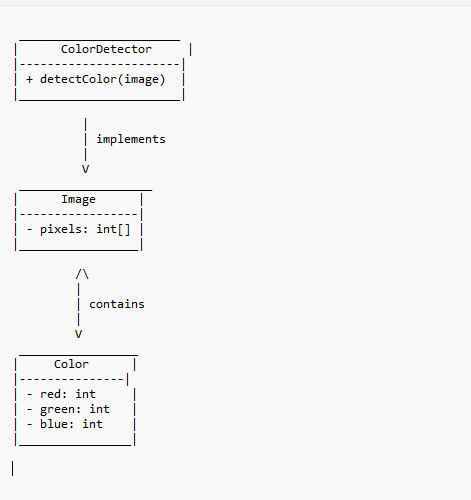 ColorDetector
+ detectColor(image)
implements
V
Image
- pixels: int[]
/\
contains
V
Color
- red: int
- green: int
- blue: int